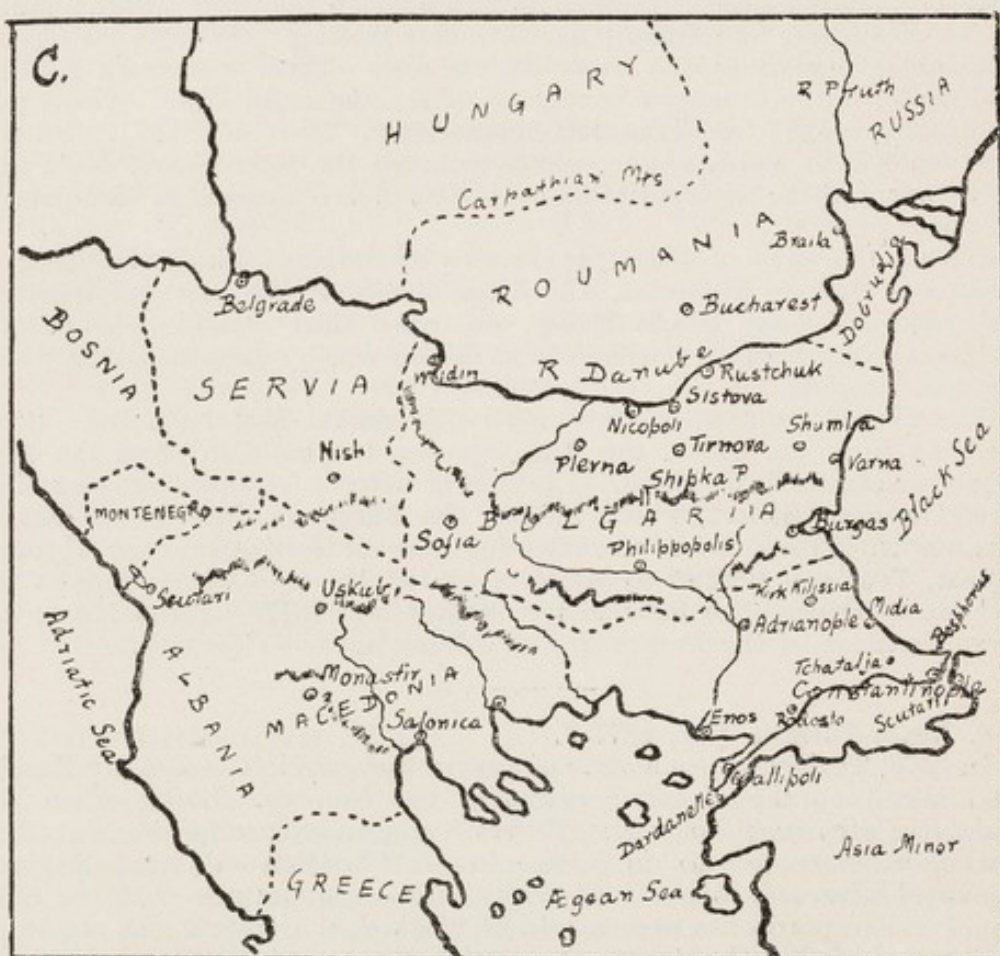 C.
HUNGARY
R Pruth
RUSSIA
Carpathian Mts
ROUMANIA
Braila
Dobrudja
Belgrade
Bucharest
BOSNIA
SERVIA
Widin
R Danube
Rustchuk
Sistova
Nicopoli
Shumla
Nish
Plevna
Tirnova
Varna
Shipka P
Black Sea
MONTENEGRO
BULGARIA
Burgas
Sofia
Philippopolis
Scutari
Uskub
Kirk Kilissia
Midia
Adrianople
Bosphorus
Adriatic Sea
ALBANIA
Monastir
MACEDONIA
Tchatalja
Constantinople
Salonica
Enos
Rodosto
Scutari
Gallipoli
Dardanelles
Asia Minor
GREECE
Ægean Sea